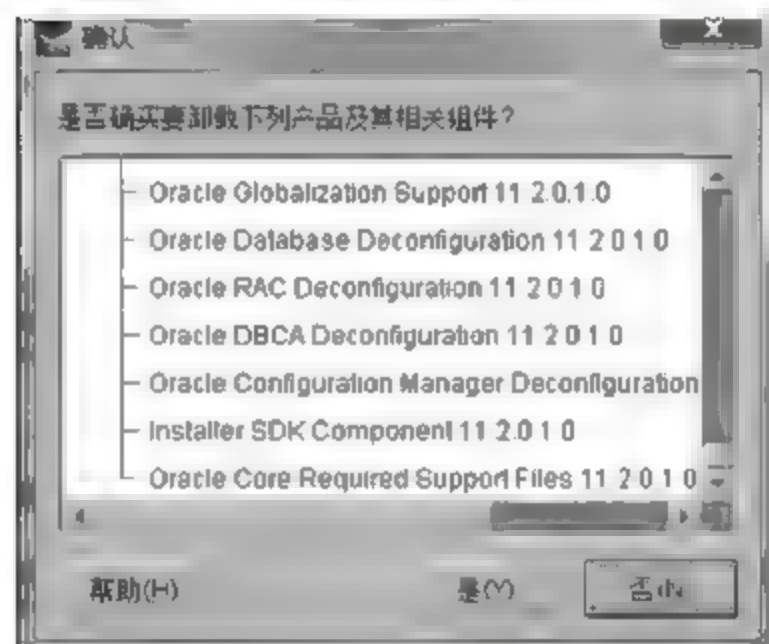 确认
是否确实要卸载下列产品及其相关组件?
Oracle Globalization Support 11 2.0.1.0
Oracle Database Deconfiguration 11 2 0 1 0
Oracle RAC Deconfiguration 11 2 0 1 0
Oracle DBCA Deconfiguration 11 2 0 1 0
Oracle Configuration Manager Deconfiguration
Installer SDK Component 11 2.0 1 0
Oracle Core Required Support Files 11 2 0 1 0
帮助(H)
是(Y)
否(N)